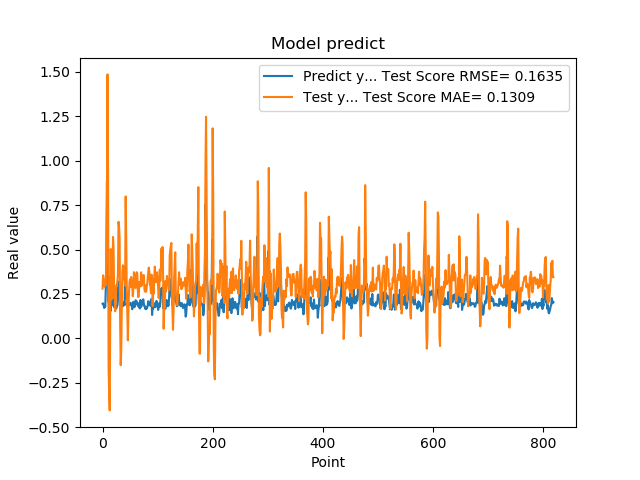 Model predict
Predict y... Test Score RMSE= 0.1635
Test y... Test Score MAE= 0.1309
1.50
1.25
1.00
0.75
0.50
0.25
0.00
−0.25
−0.50
Real value
0 200 400 600 800
Point